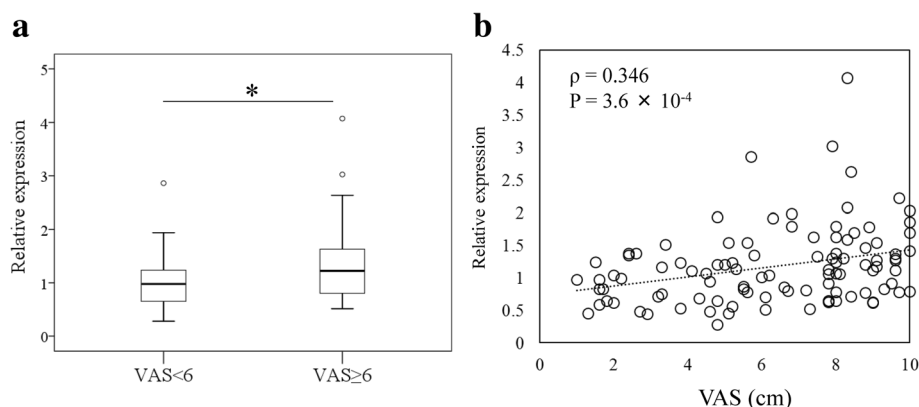 a
5
4
3
2
1
0
Relative expression
*
VAS<6
VAS≥6
b
4.5
4
3.5
3
2.5
2
1.5
1
0.5
0
Relative expression
ρ = 0.346
P = 3.6 × 10-4
0
2
4
6
8
10
VAS (cm)